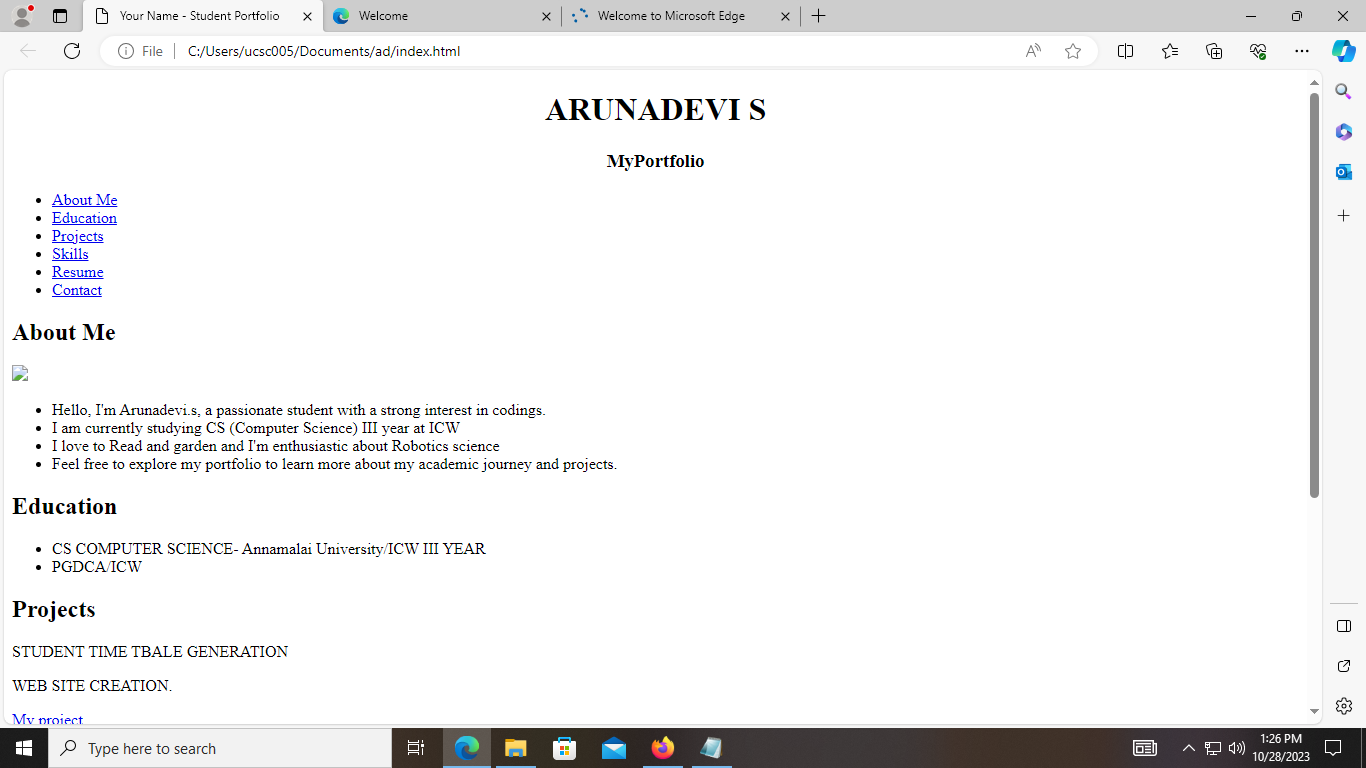 Your Name - Student Portfolio
Welcome
Welcome to Microsoft Edge
File
C:/Users/ucsc005/Documents/ad/index.html
ARUNADEVI S
MyPortfolio
About Me
Education
Projects
Skills
Resume
Contact
About Me
Hello, I'm Arunadevi.s, a passionate student with a strong interest in codings.
I am currently studying CS (Computer Science) III year at ICW
I love to Read and garden and I'm enthusiastic about Robotics science
Feel free to explore my portfolio to learn more about my academic journey and projects.
Education
CS COMPUTER SCIENCE- Annamalai University/ICW III YEAR
PGDCA/ICW
Projects
STUDENT TIME TBALE GENERATION
WEB SITE CREATION.
My project
Type here to search
1:26 PM
10/28/2023